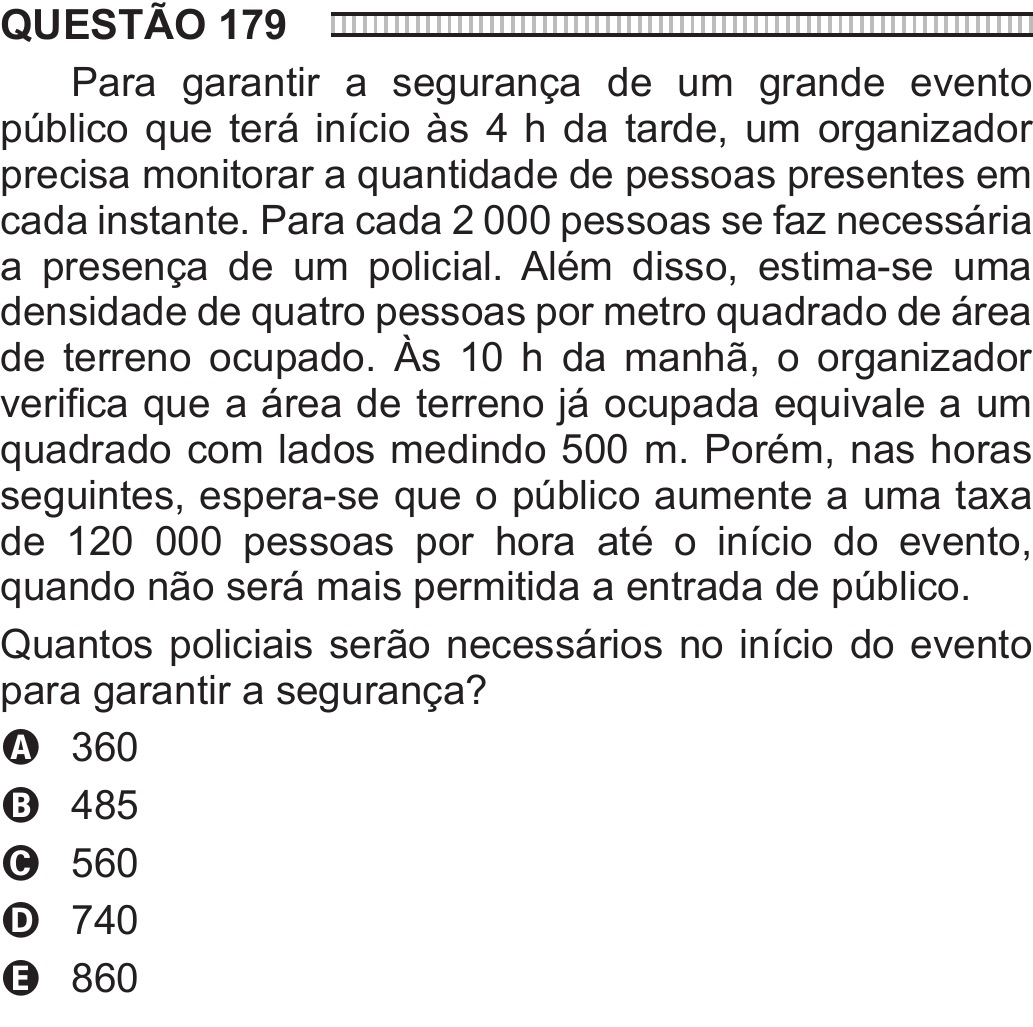 QUESTÃO 179
Para garantir a segurança de um grande evento
público que terá início às 4 h da tarde, um organizador
precisa monitorar a quantidade de pessoas presentes em
cada instante. Para cada 2 000 pessoas se faz necessária
a presença de um policial. Além disso, estima-se uma
densidade de quatro pessoas por metro quadrado de área
de terreno ocupado. Às 10 h da manhã, o organizador
verifica que a área de terreno já ocupada equivale a um
quadrado com lados medindo 500 m. Porém, nas horas
seguintes, espera-se que o público aumente a uma taxa
de 120 000 pessoas por hora até o início do evento,
quando não será mais permitida a entrada de público.
Quantos policiais serão necessários no início do evento
para garantir a segurança?
A 360
B 485
C 560
D 740
E 860